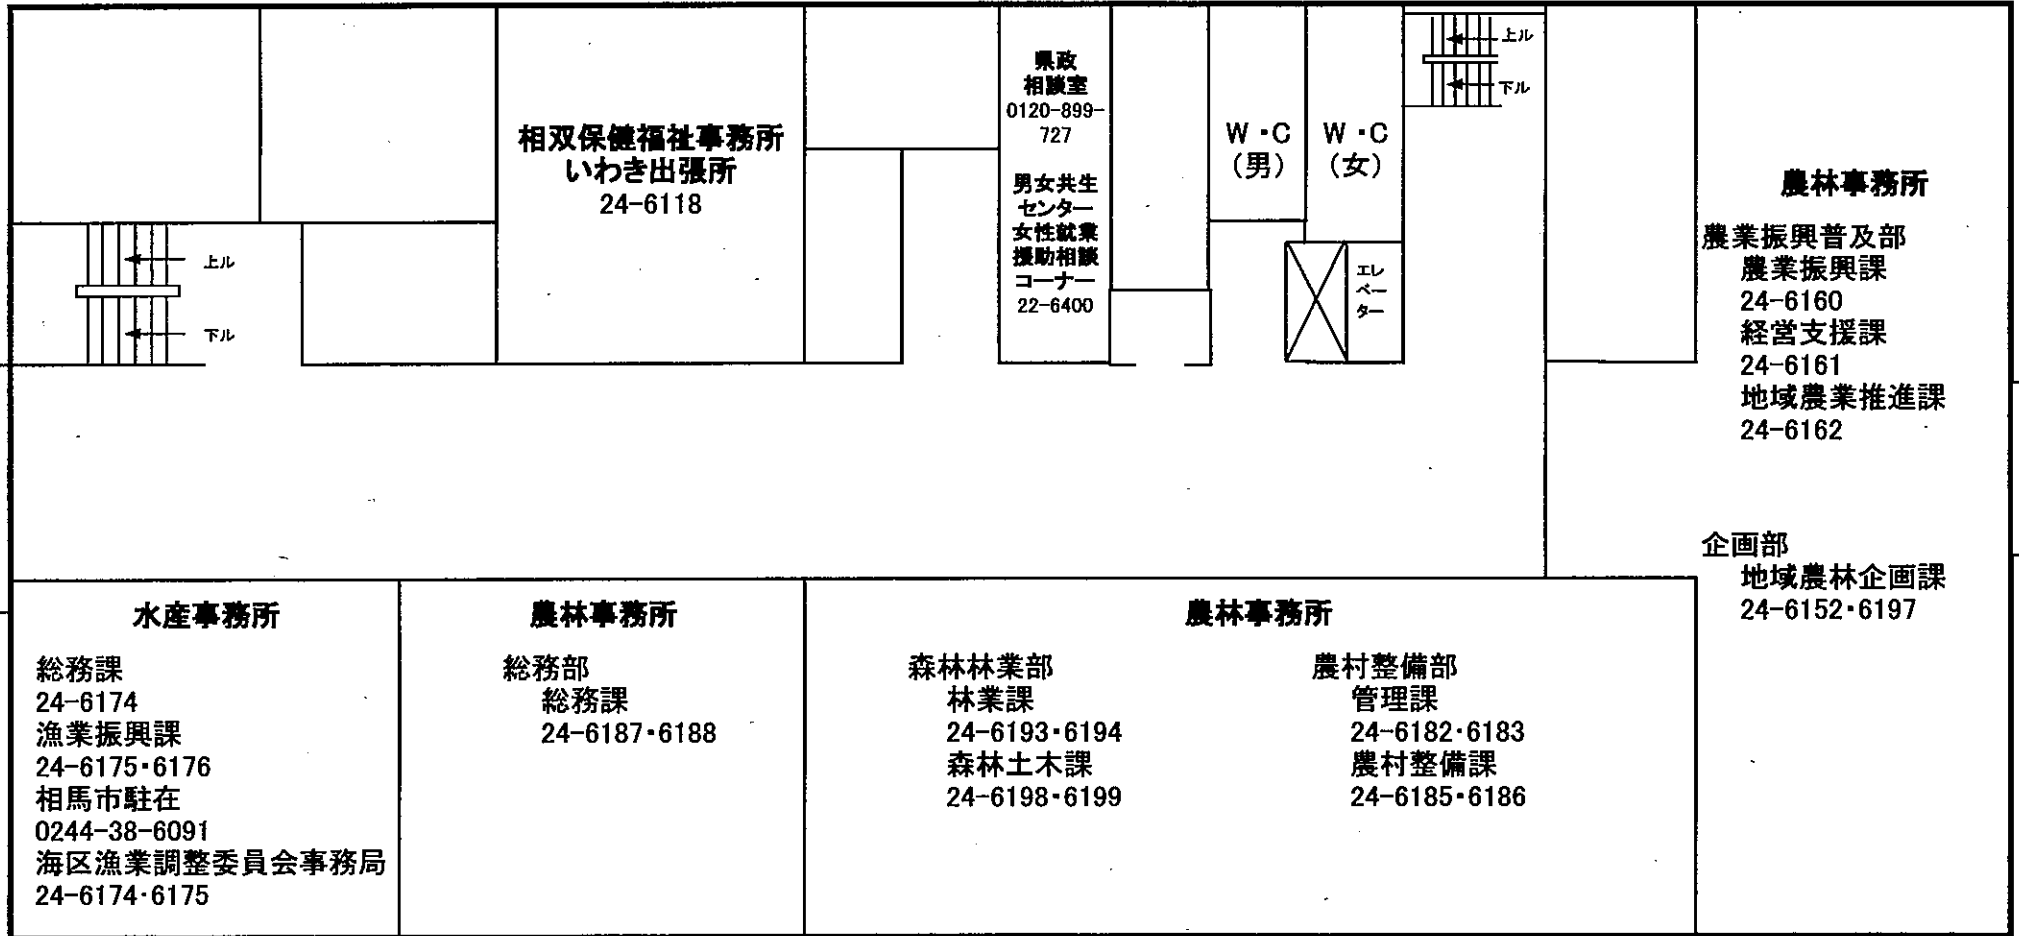 相双保健福祉事務所
いわき出張所
24-6118
県政
相談室
0120-899-
727
男女共生
センター
女性就業
援助相談
コーナー
22-6400
W・C
(男)
W・C
(女)
上ル
下ル
エレ
ベー
ター
上ル
下ル
農林事務所
農業振興普及部
農業振興課
24-6160
経営支援課
24-6161
地域農業推進課
24-6162
企画部
地域農林企画課
24-6152・6197
水産事務所
総務課
24-6174
漁業振興課
24-6175・6176
相馬市駐在
0244-38-6091
海区漁業調整委員会事務局
24-6174・6175
農林事務所
総務部
総務課
24-6187・6188
農林事務所
森林林業部
林業課
24-6193・6194
森林土木課
24-6198・6199
農村整備部
管理課
24-6182・6183
農村整備課
24-6185・6186